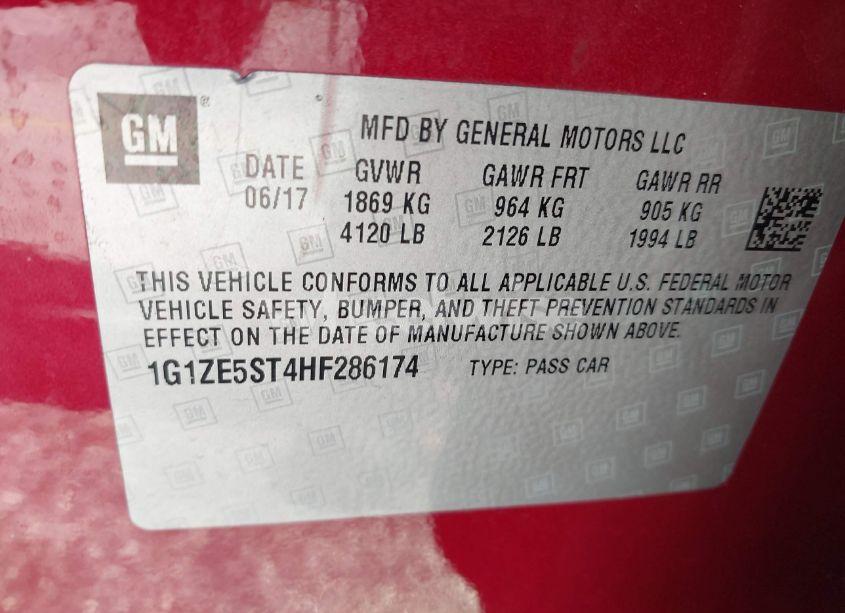 GM ® MFD BY GENERAL MOTORS LLC
DATE GVWR GAWR FRT GAWR RR
06/17 1869 KG 964 KG 905 KG
4120 LB 2126 LB 1994 LB
THIS VEHICLE CONFORMS TO ALL APPLICABLE U.S. FEDERAL MOTOR
VEHICLE SAFETY, BUMPER, AND THEFT PREVENTION STANDARDS IN
EFFECT ON THE DATE OF MANUFACTURE SHOWN ABOVE.
1G1ZE5ST4HF286174 TYPE: PASS CAR